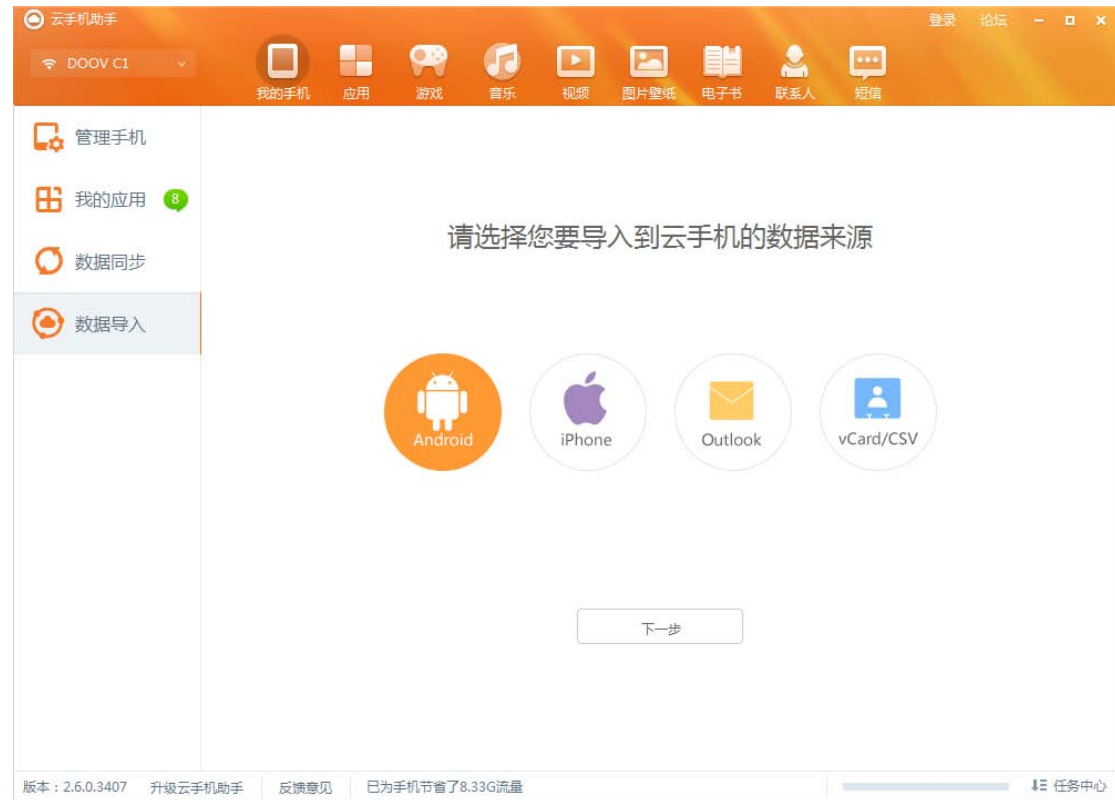 云手机助手 登录 论坛
DOOV C1
我的手机 应用 游戏 音乐 视频 图片壁纸 电子书 联系人 短信
管理手机
我的应用 8
数据同步
数据导入
请选择您要导入到云手机的数据来源
Android iPhone Outlook vCard/CSV
下一步
版本：2.6.0.3407 升级云手机助手 反馈意见 已为手机节省了8.33G流量 任务中心